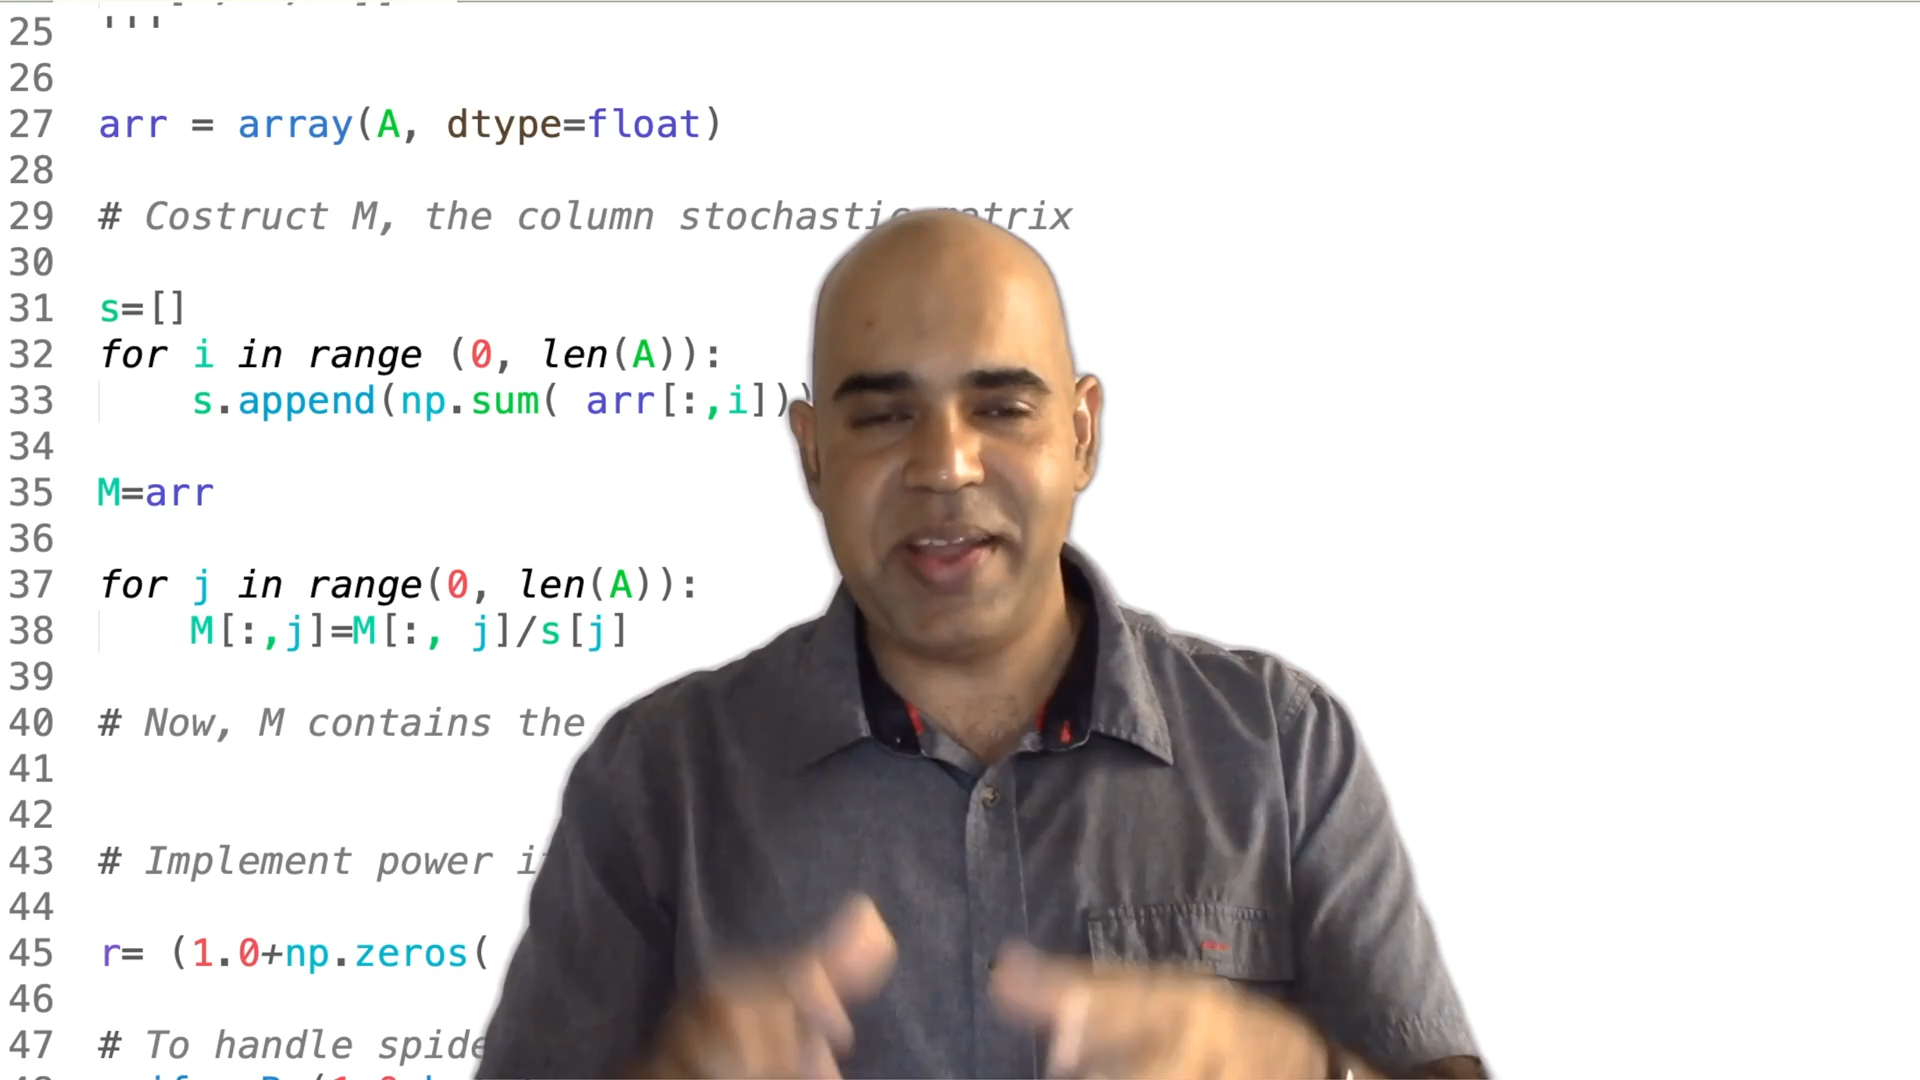 25 '''
26
27 arr = array(A, dtype=float)
28
29 # Costruct M, the column stochastic matrix
30
31 s=[]
32 for i in range (0, len(A)):
33 s.append(np.sum( arr[:,i]))
34
35 M=arr
36
37 for j in range(0, len(A)):
38 M[:,j]=M[:, j]/s[j]
39
40 # Now, M contains the
41
42
43 # Implement power
44
45 r= (1.0+np.zeros(
46
47 # To handle